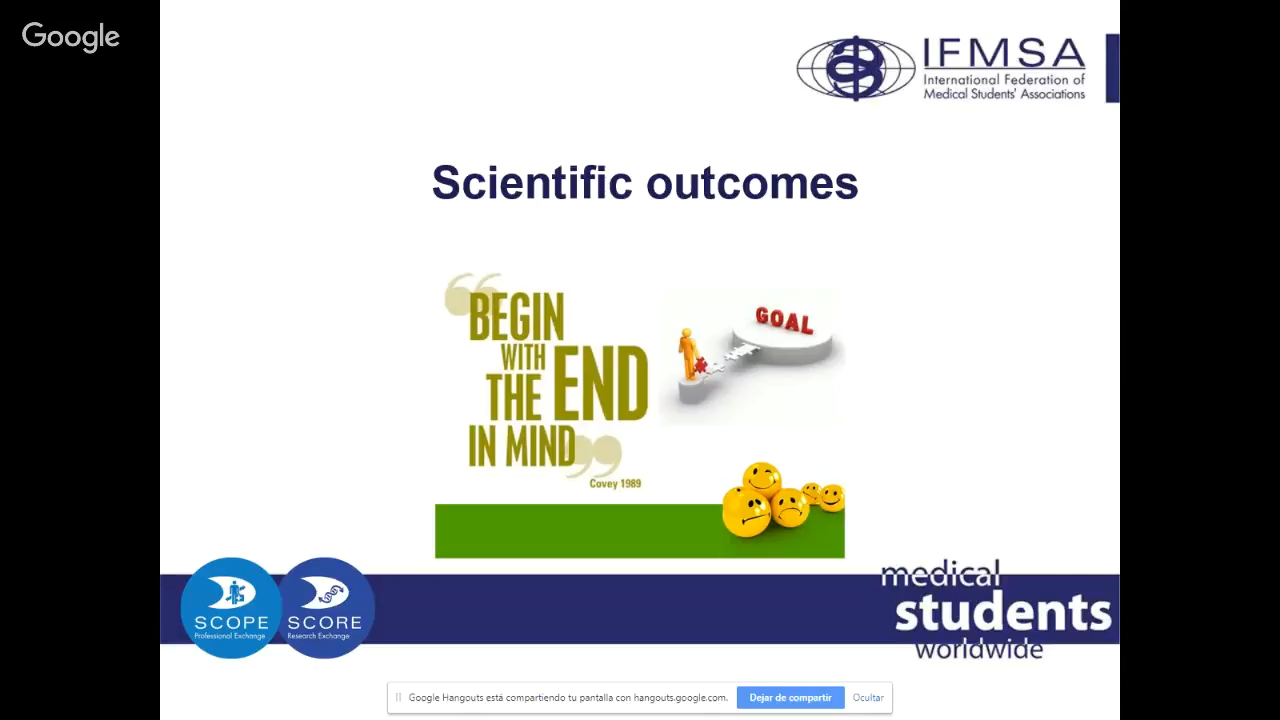 Google
IFMSA
International Federation of
Medical Students' Associations
Scientific outcomes
“BEGIN
WITH THE END
IN MIND”
Covey 1989
GOAL
SCOPE
Professional Exchange
SCORE
Research Exchange
medical
students
worldwide
Google Hangouts está compartiendo tu pantalla con hangouts.google.com.
Dejar de compartir
Ocultar